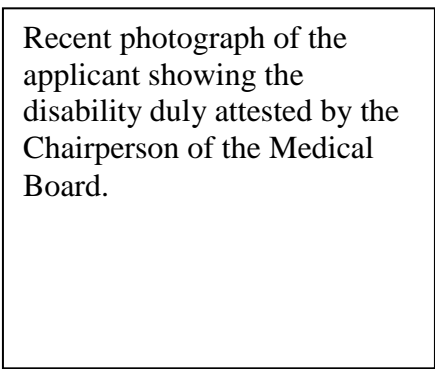 Recent photograph of the
applicant showing the
disability duly attested by the
Chairperson of the Medical
Board.